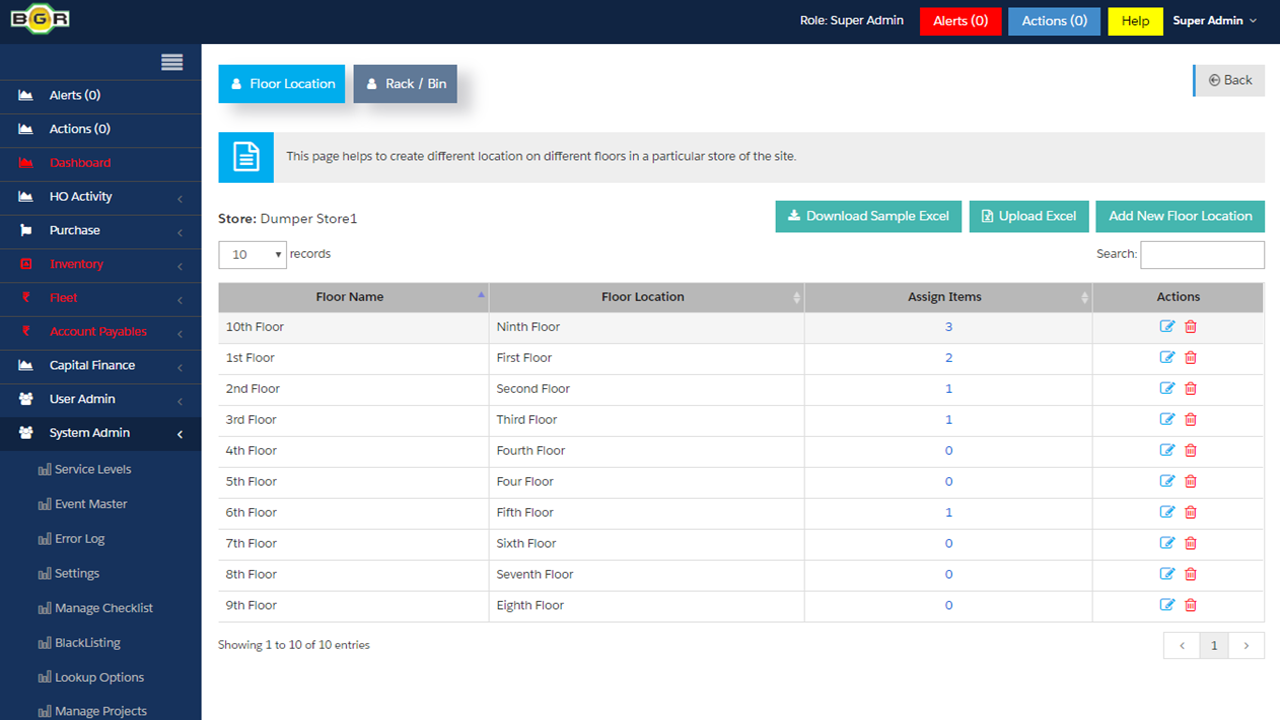 BGR
Role: Super Admin
Alerts (0)
Actions (0)
Help
Super Admin
Alerts (0)
Actions (0)
Dashboard
HO Activity
Purchase
Inventory
Fleet
Account Payables
Capital Finance
User Admin
System Admin
Service Levels
Event Master
Error Log
Settings
Manage Checklist
BlackListing
Lookup Options
Manage Projects
Floor Location
Rack / Bin
Back
This page helps to create different location on different floors in a particular store of the site.
Store: Dumper Store1
Download Sample Excel
Upload Excel
Add New Floor Location
10 records
Search:
Floor Name Floor Location Assign Items Actions
10th Floor Ninth Floor 3
1st Floor First Floor 2
2nd Floor Second Floor 1
3rd Floor Third Floor 1
4th Floor Fourth Floor 0
5th Floor Four Floor 0
6th Floor Fifth Floor 1
7th Floor Sixth Floor 0
8th Floor Seventh Floor 0
9th Floor Eighth Floor 0
Showing 1 to 10 of 10 entries
1